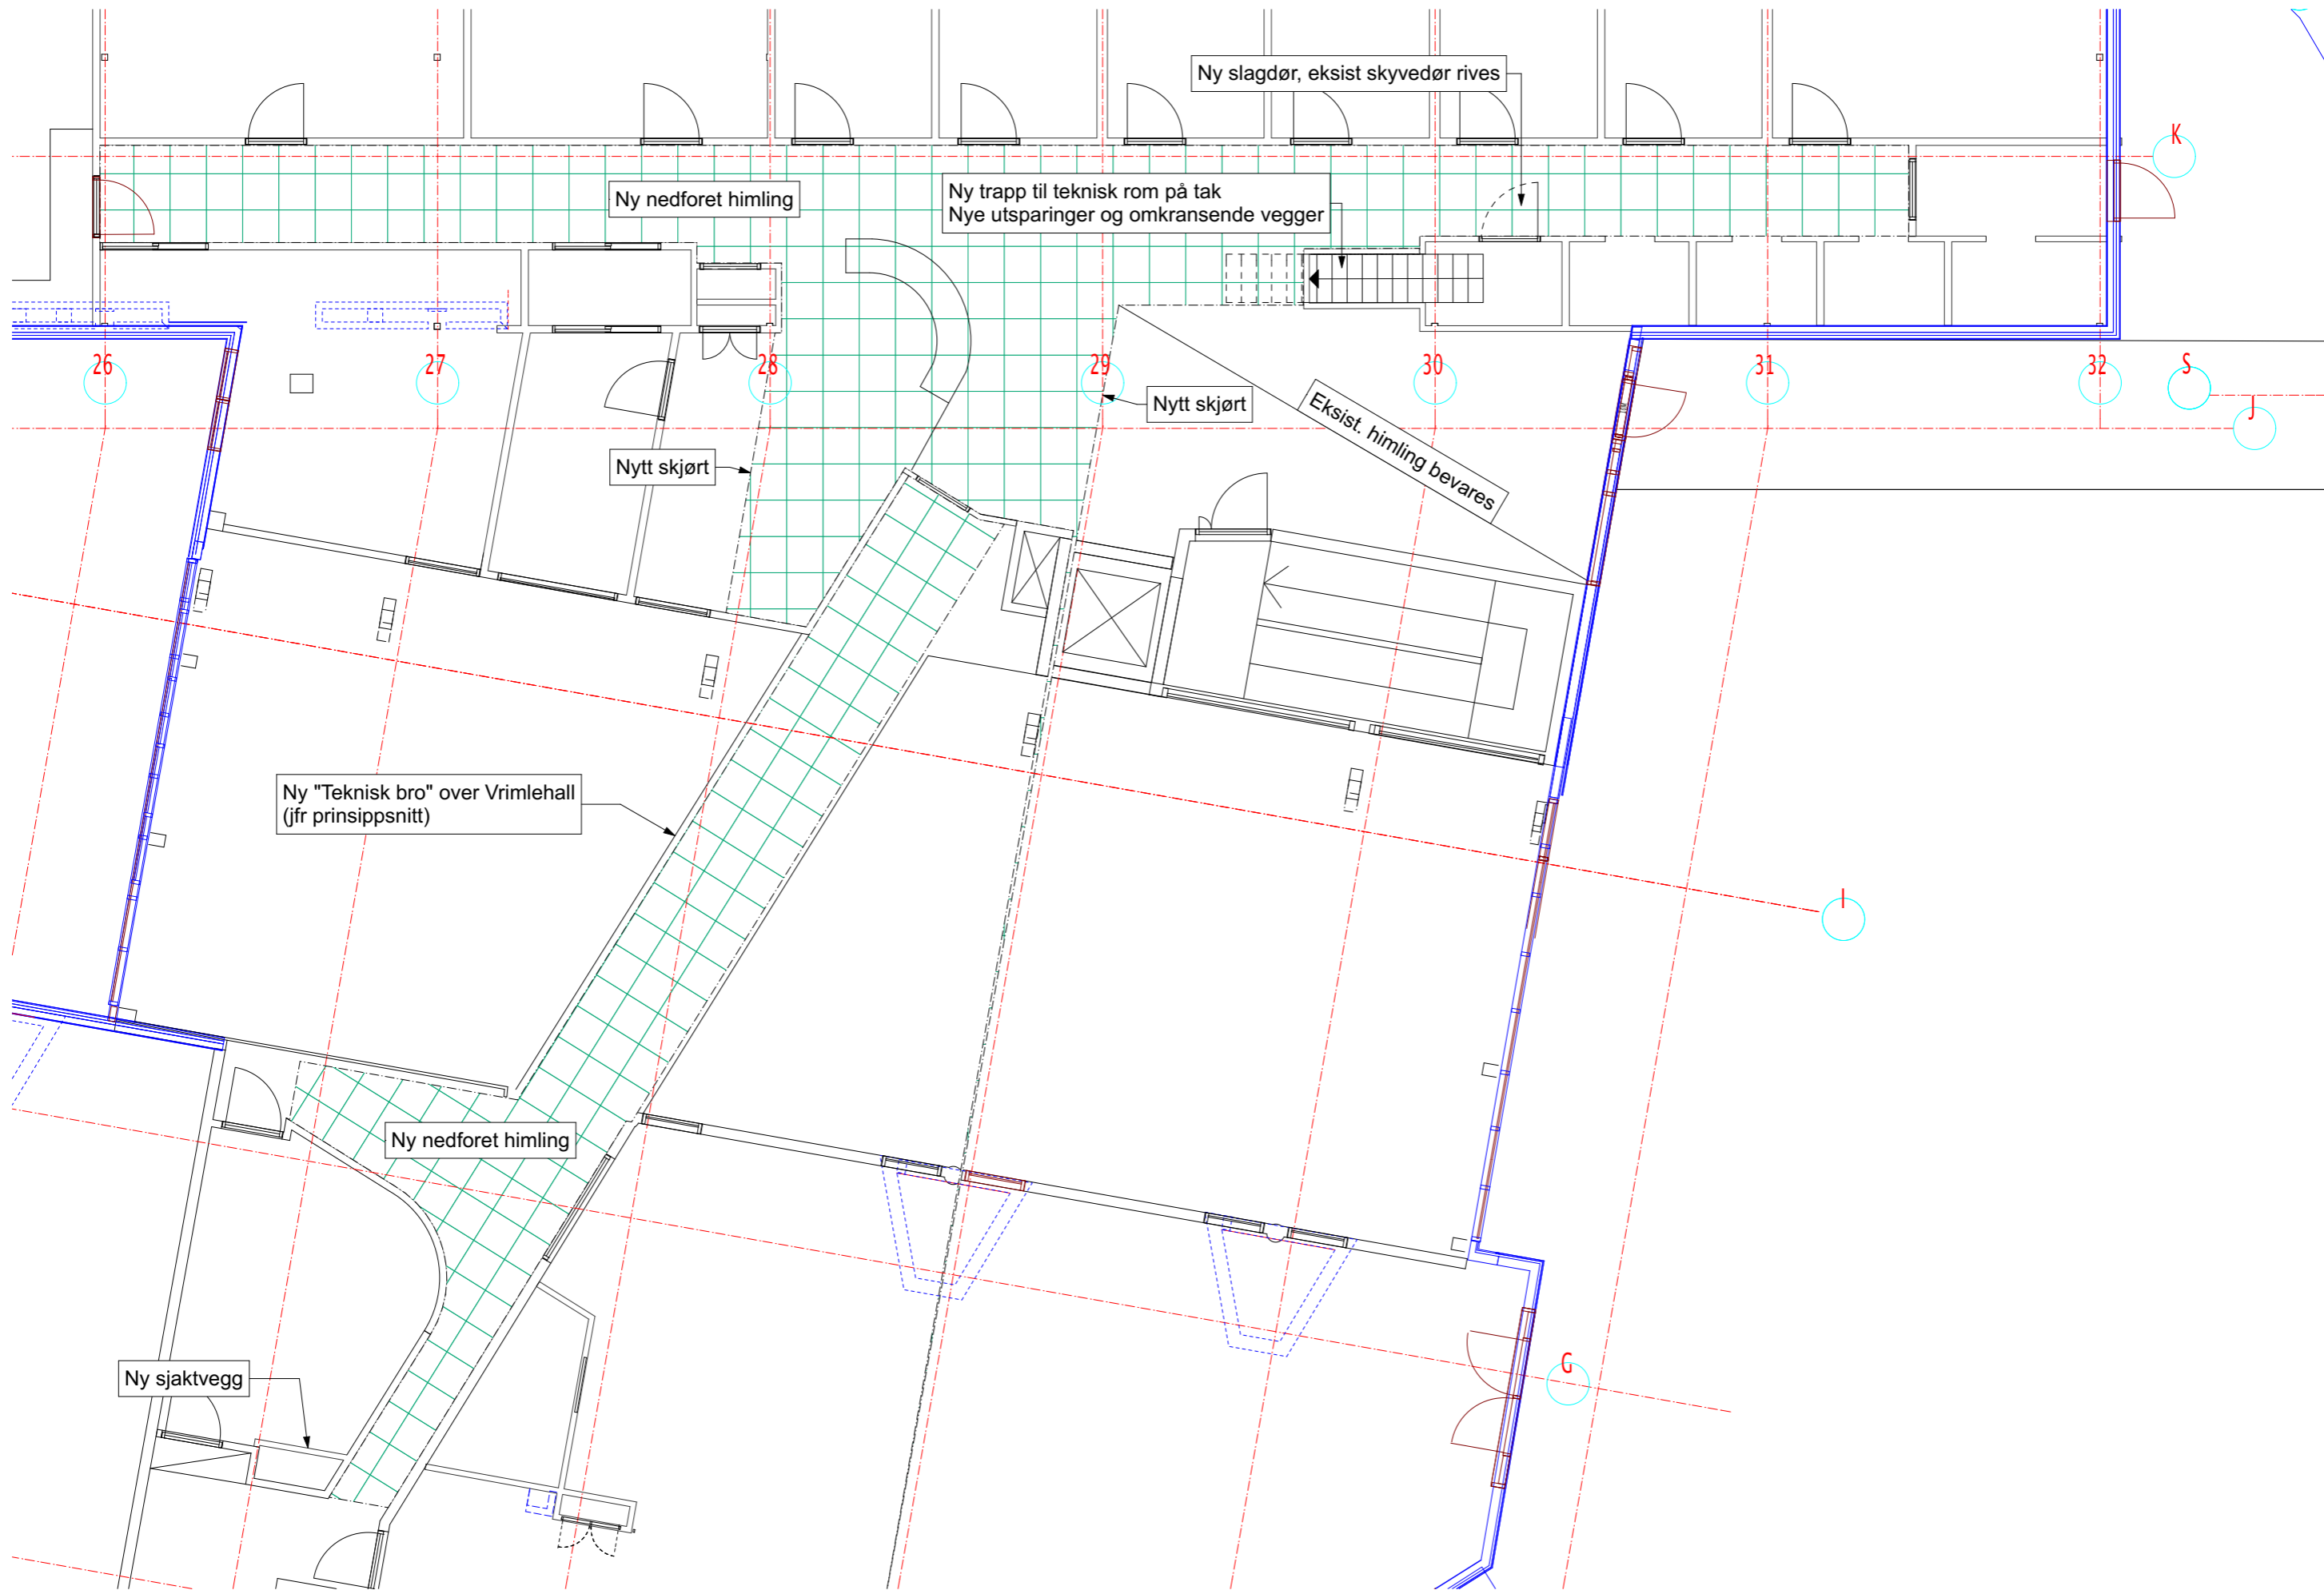 Ny slagdør, eksist skyvedør rives
K
Ny nedforet himling
Ny trapp til teknisk rom på tak
Nye utsparinger og omkransende vegger
26
27
28
29
30
31
32
S
J
Nytt skjørt
Eksist. himling bevares
Nytt skjørt
Ny "Teknisk bro" over Vrimlehall
(jfr prinsippsnitt)
I
Ny nedforet himling
G
Ny sjaktvegg